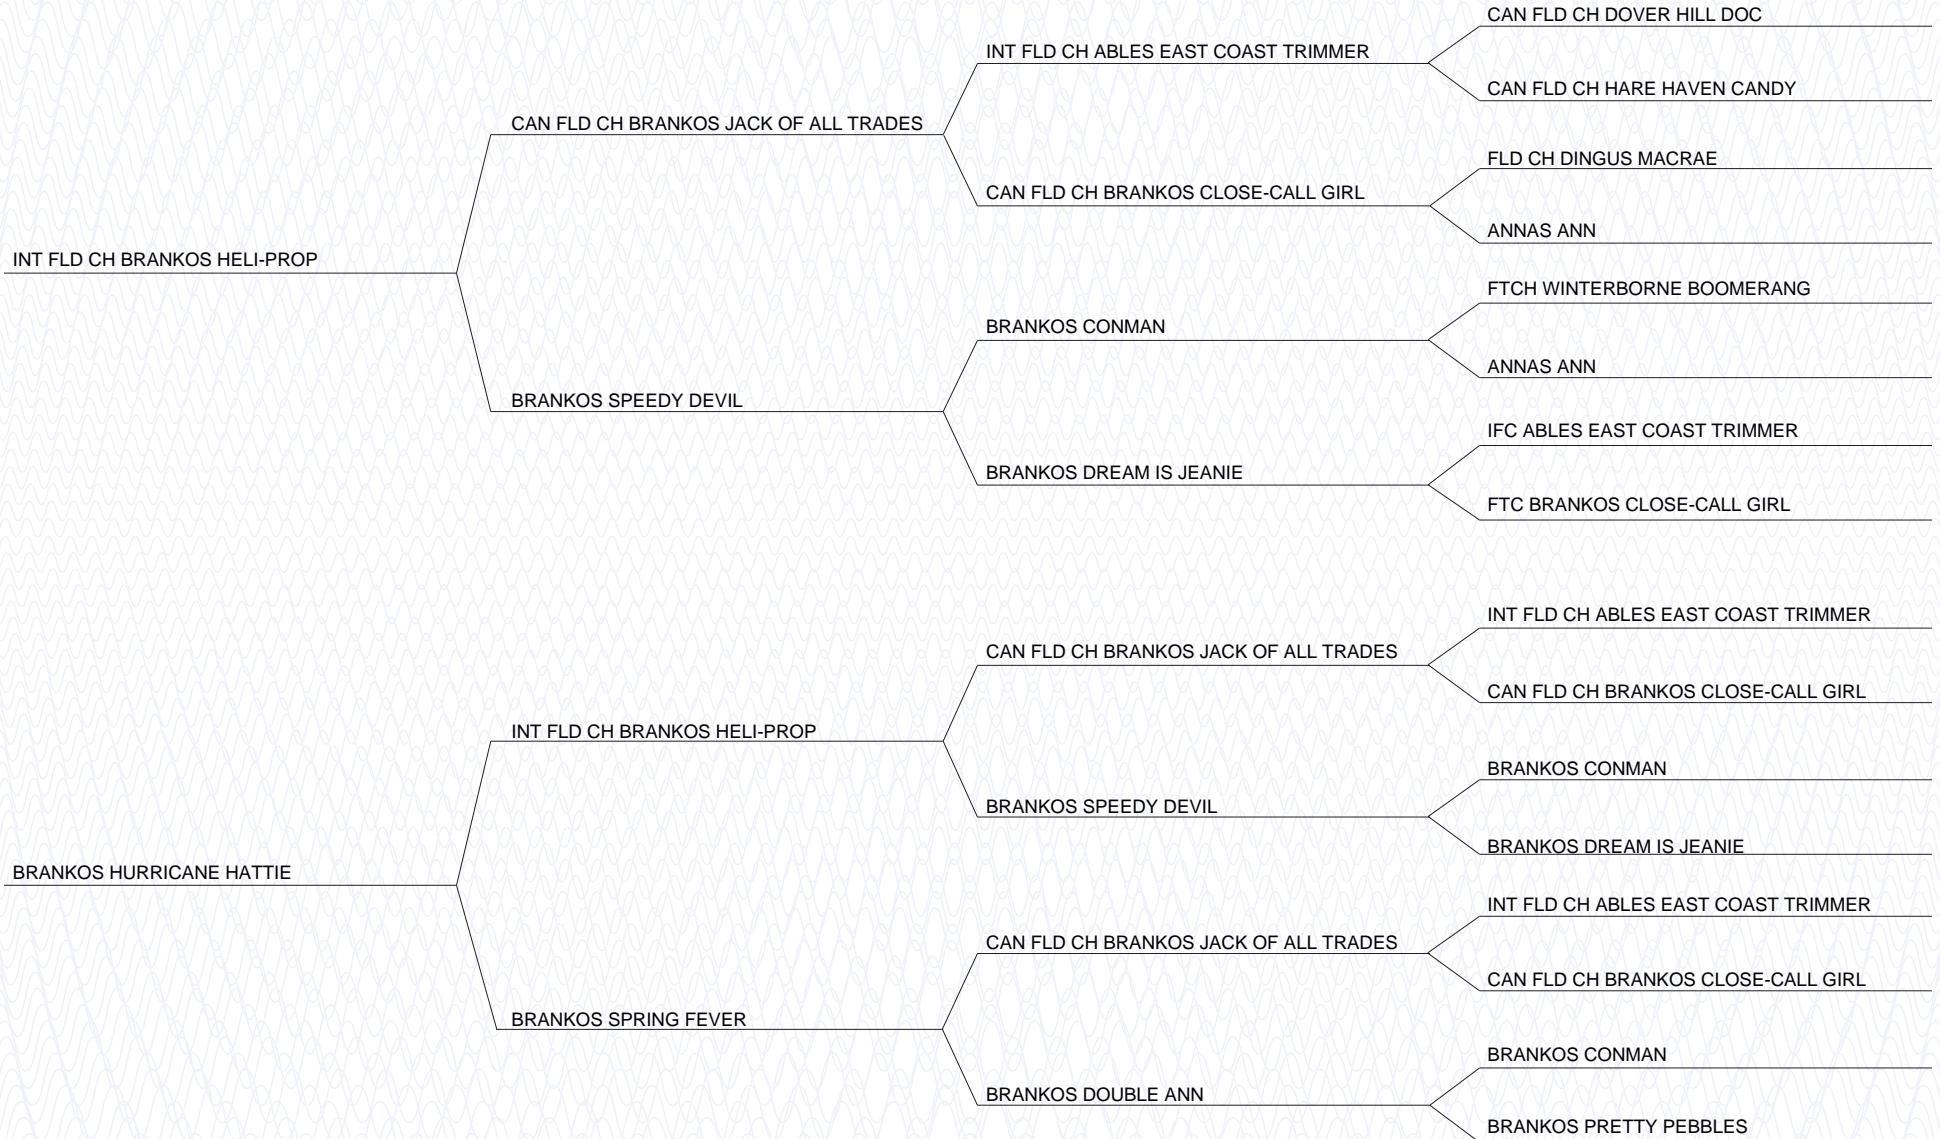 CAN FLD CH DOVER HILL DOC
INT FLD CH ABLES EAST COAST TRIMMER
CAN FLD CH HARE HAVEN CANDY
CAN FLD CH BRANKOS JACK OF ALL TRADES
FLD CH DINGUS MACRAE
CAN FLD CH BRANKOS CLOSE-CALL GIRL
ANNAS ANN
INT FLD CH BRANKOS HELI-PROP
FTCH WINTERBORNE BOOMERANG
BRANKOS CONMAN
ANNAS ANN
BRANKOS SPEEDY DEVIL
IFC ABLES EAST COAST TRIMMER
BRANKOS DREAM IS JEANIE
FTC BRANKOS CLOSE-CALL GIRL
INT FLD CH ABLES EAST COAST TRIMMER
CAN FLD CH BRANKOS JACK OF ALL TRADES
CAN FLD CH BRANKOS CLOSE-CALL GIRL
INT FLD CH BRANKOS HELI-PROP
BRANKOS CONMAN
BRANKOS SPEEDY DEVIL
BRANKOS DREAM IS JEANIE
BRANKOS HURRICANE HATTIE
INT FLD CH ABLES EAST COAST TRIMMER
CAN FLD CH BRANKOS JACK OF ALL TRADES
CAN FLD CH BRANKOS CLOSE-CALL GIRL
BRANKOS SPRING FEVER
BRANKOS CONMAN
BRANKOS DOUBLE ANN
BRANKOS PRETTY PEBBLES